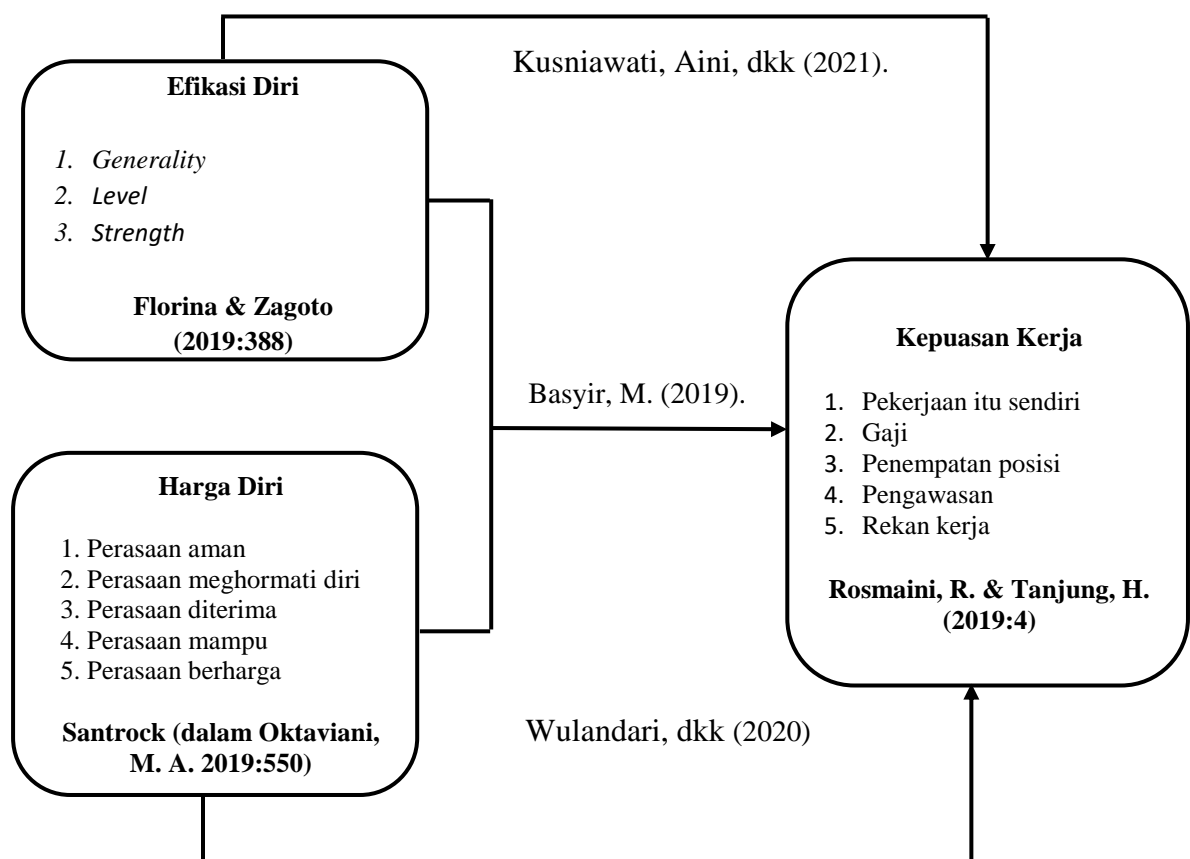 Kusniawati, Aini, dkk (2021).
Efikasi Diri
1. Generality
2. Level
3. Strength
Florina & Zagoto
(2019:388)
Basyir, M. (2019).
Kepuasan Kerja
1. Pekerjaan itu sendiri
2. Gaji
3. Penempatan posisi
4. Pengawasan
5. Rekan kerja
Rosmaini, R. & Tanjung, H.
(2019:4)
Harga Diri
1. Perasaan aman
2. Perasaan meghormati diri
3. Perasaan diterima
4. Perasaan mampu
5. Perasaan berharga
Santrock (dalam Oktaviani,
M. A. 2019:550)
Wulandari, dkk (2020)